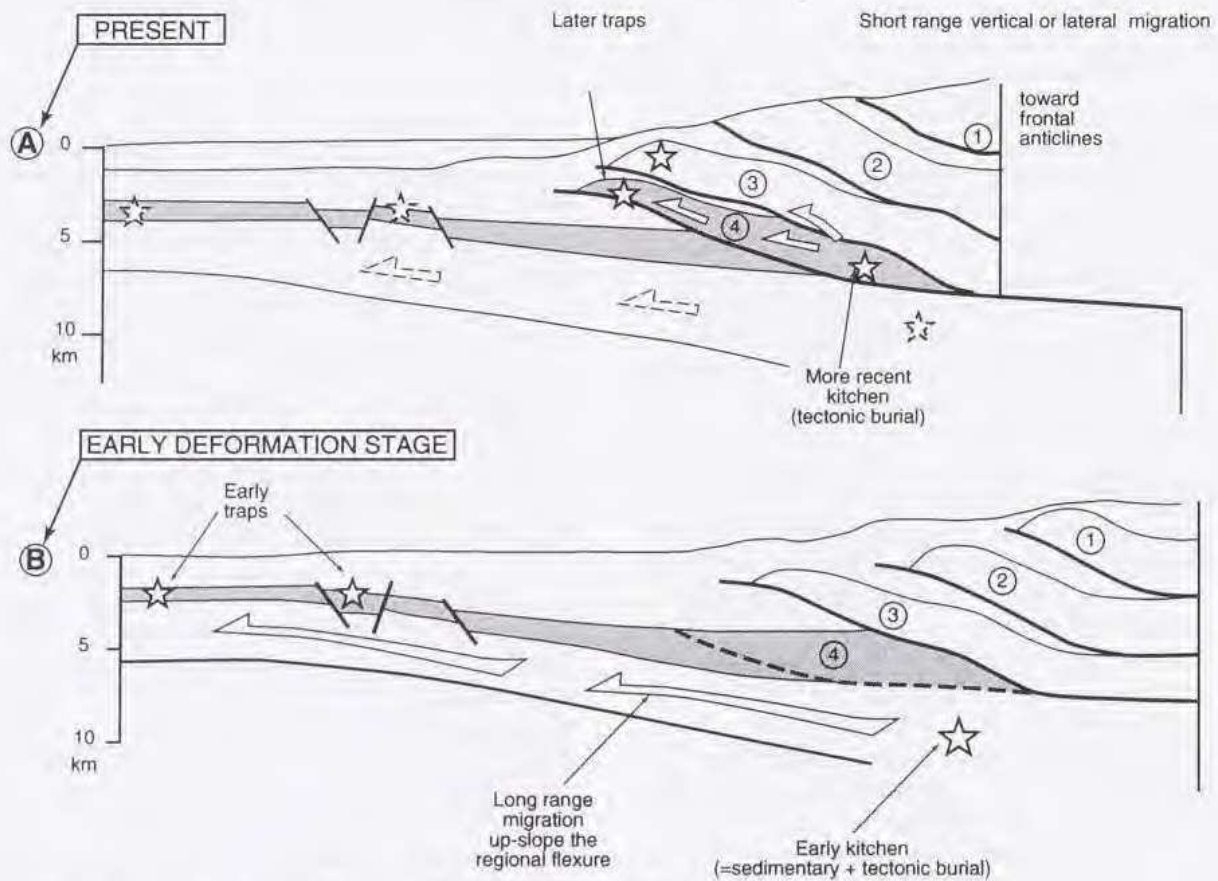 Later traps
Short range vertical or lateral migration
PRESENT
toward
frontal
anticlines
A
0
5
10
km
1
2
3
4
More recent
kitchen
(tectonic burial)
EARLY DEFORMATION STAGE
Early
traps
B
0
5
10
km
1
2
3
4
Long range
migration
up-slope the
regional flexure
Early kitchen
(=sedimentary + tectonic burial)